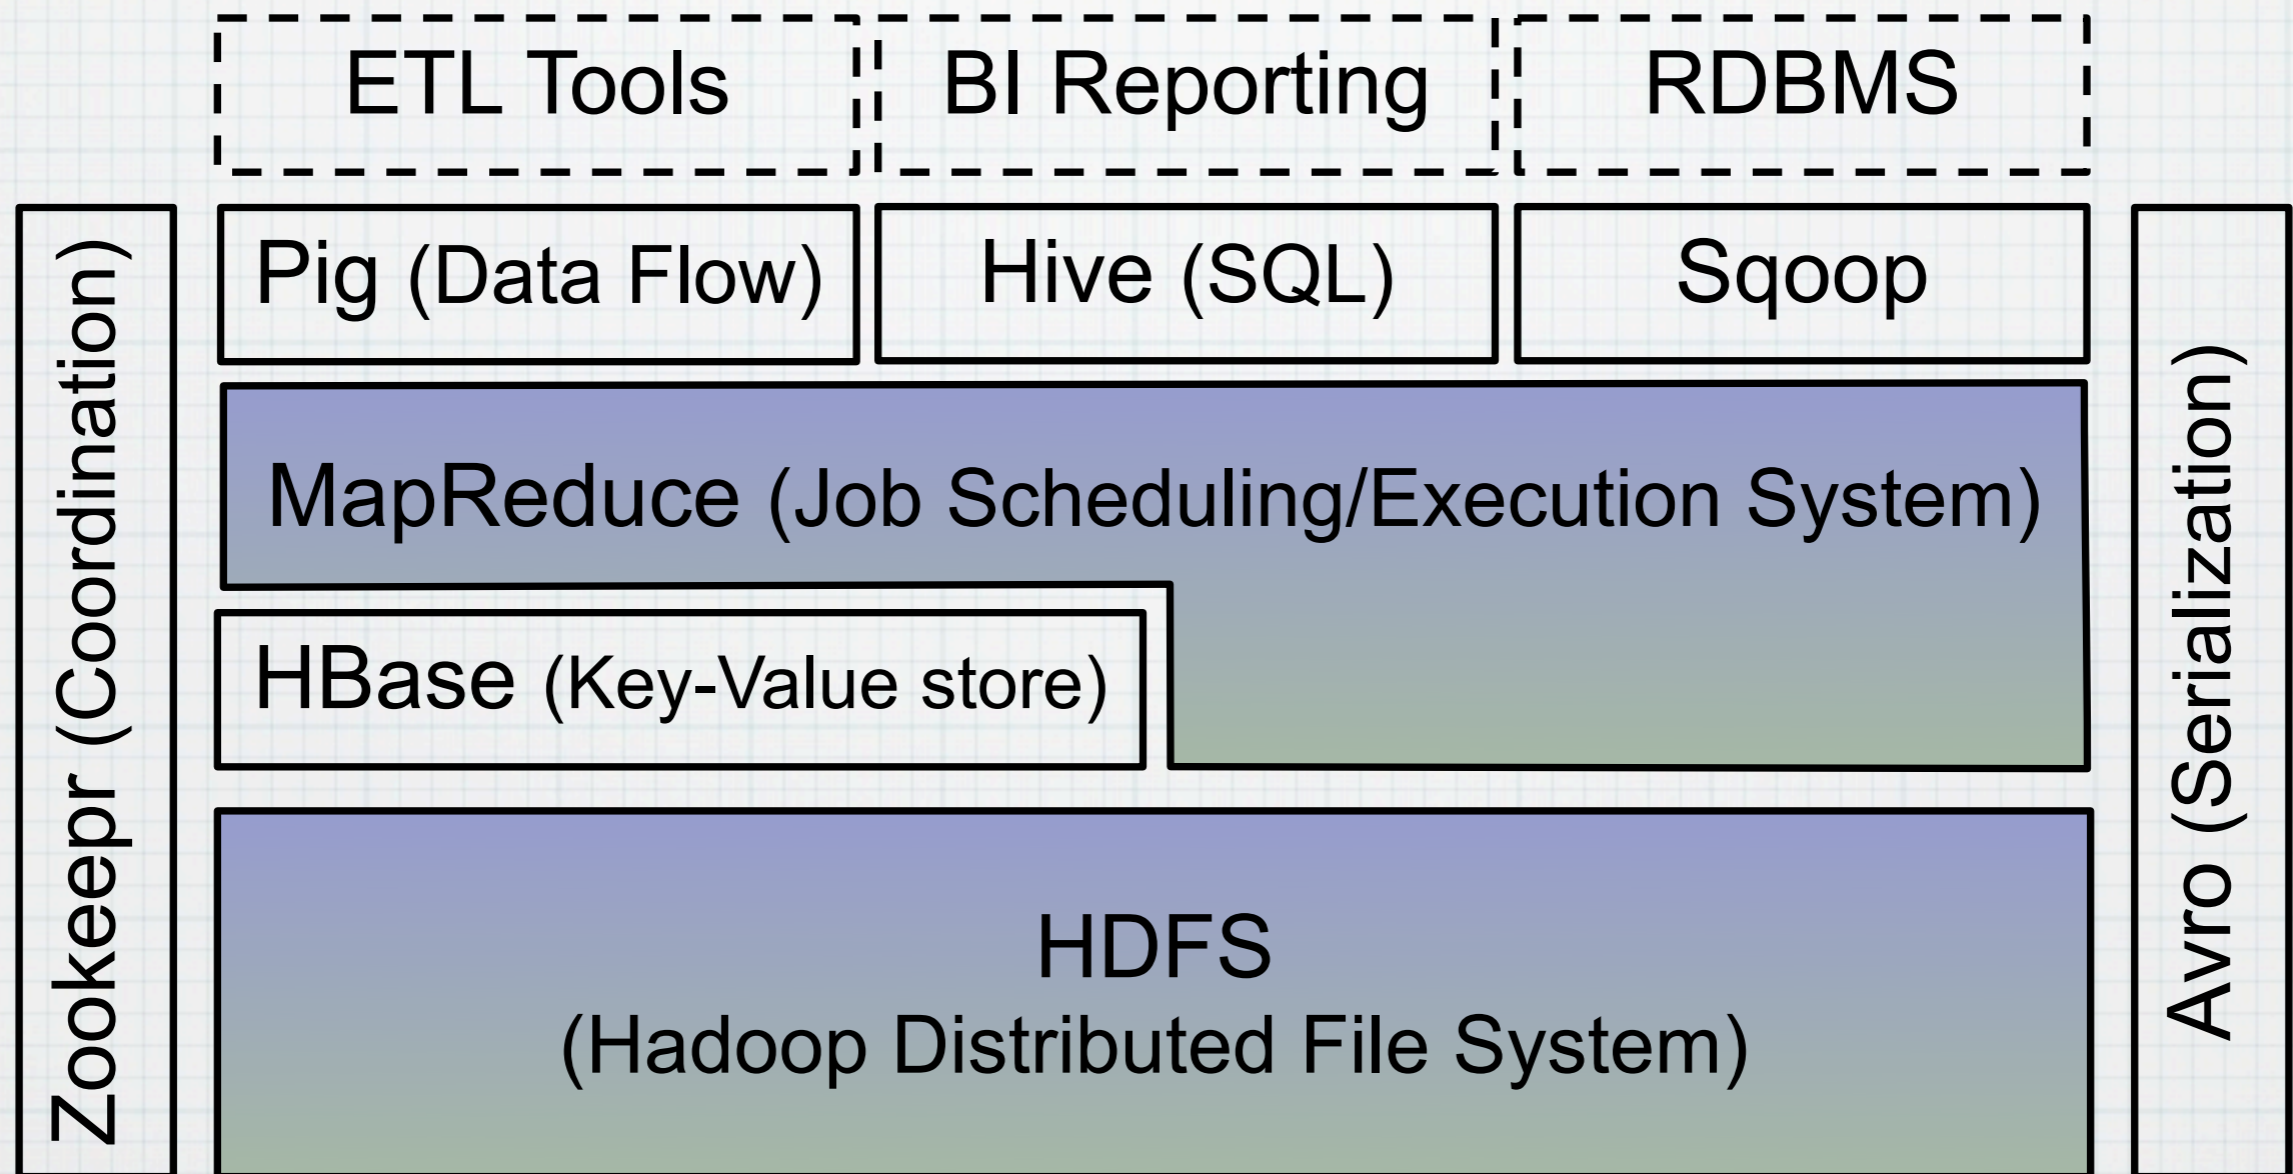 ETL Tools
BI Reporting
RDBMS
Zookeepr (Coordination)
Pig (Data Flow)
Hive (SQL)
Sqoop
Avro (Serialization)
MapReduce (Job Scheduling/Execution System)
HBase (Key-Value store)
HDFS
(Hadoop Distributed File System)